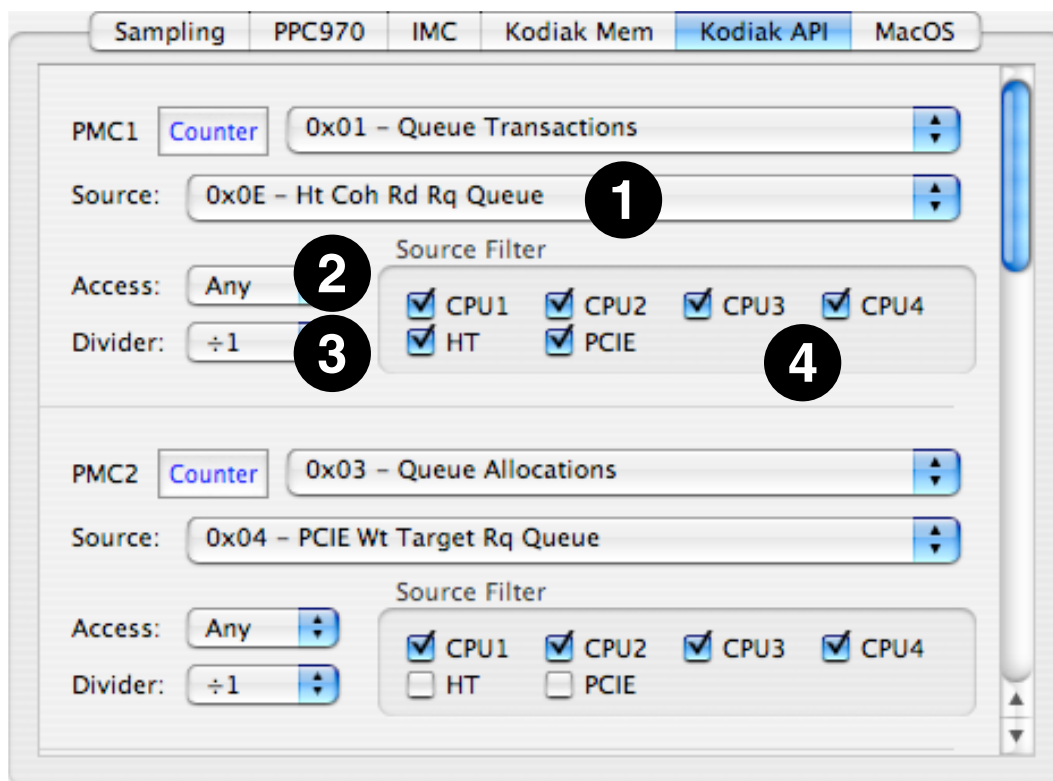 Sampling PPC970 IMC Kodiak Mem Kodiak API MacOS
PMC1 Counter 0x01 – Queue Transactions
Source: 0x0E – Ht Coh Rd Rq Queue 1
Source Filter
Access: Any 2
CPU1 CPU2 CPU3 CPU4
Divider: ÷1 3 HT PCIE 4
PMC2 Counter 0x03 – Queue Allocations
Source: 0x04 – PCIE Wt Target Rq Queue
Source Filter
Access: Any
CPU1 CPU2 CPU3 CPU4
Divider: ÷1 HT PCIE